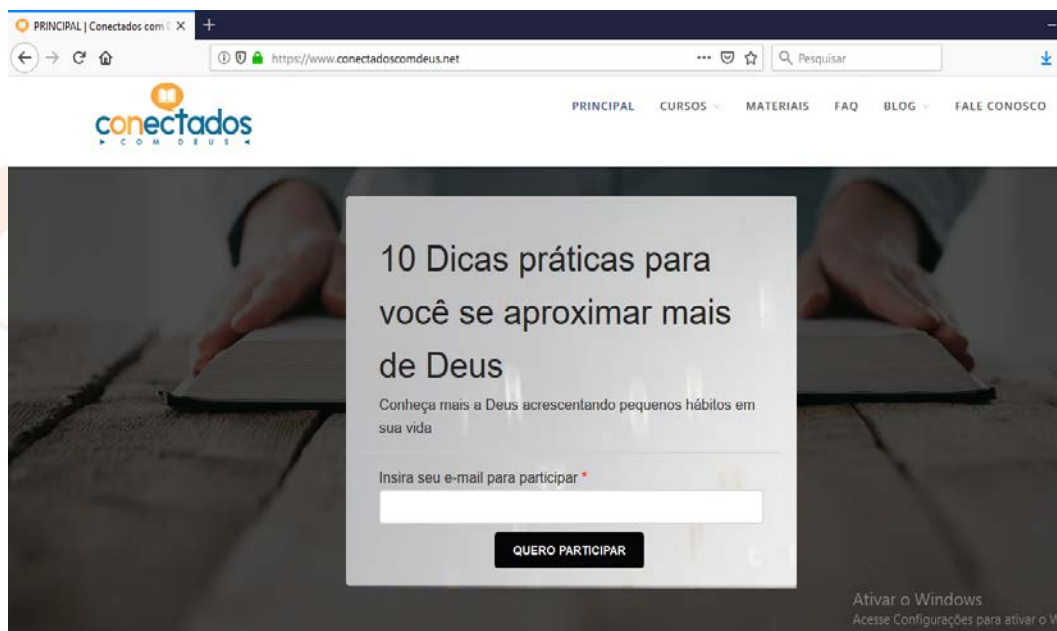 PRINCIPAL | Conectados com
https://www.conectadoscomdeus.net
Pesquisar
conectados
COM DEUS
PRINCIPAL CURSOS MATERIAIS FAQ BLOG FALE CONOSCO
10 Dicas práticas para
você se aproximar mais
de Deus
Conheça mais a Deus acrescentando pequenos hábitos em
sua vida
Insira seu e-mail para participar *
QUERO PARTICIPAR
Ativar o Windows
Acesse Configurações para ativar o